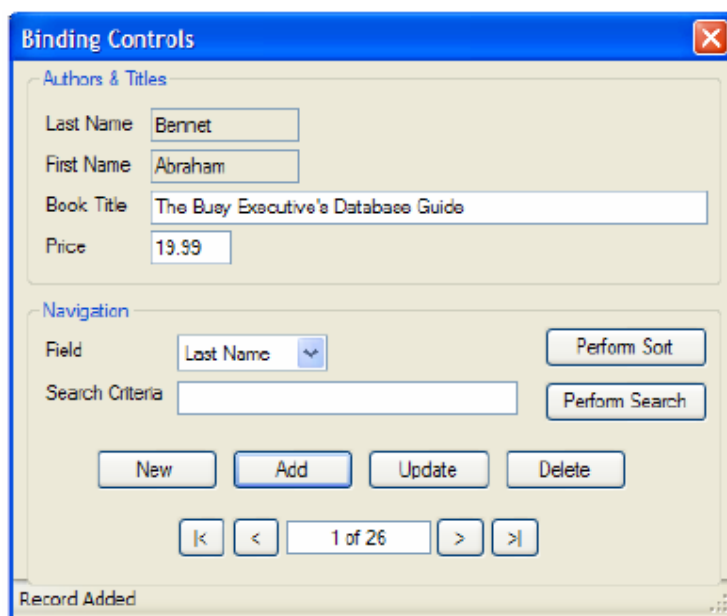 Binding Controls
Authors & Titles
Last Name Bennet
First Name Abraham
Book Title The Busy Executive's Database Guide
Price 19.99
Navigation
Field Last Name Perform Sort
Search Criteria Perform Search
New Add Update Delete
|< < 1 of 26 > >|
Record Added